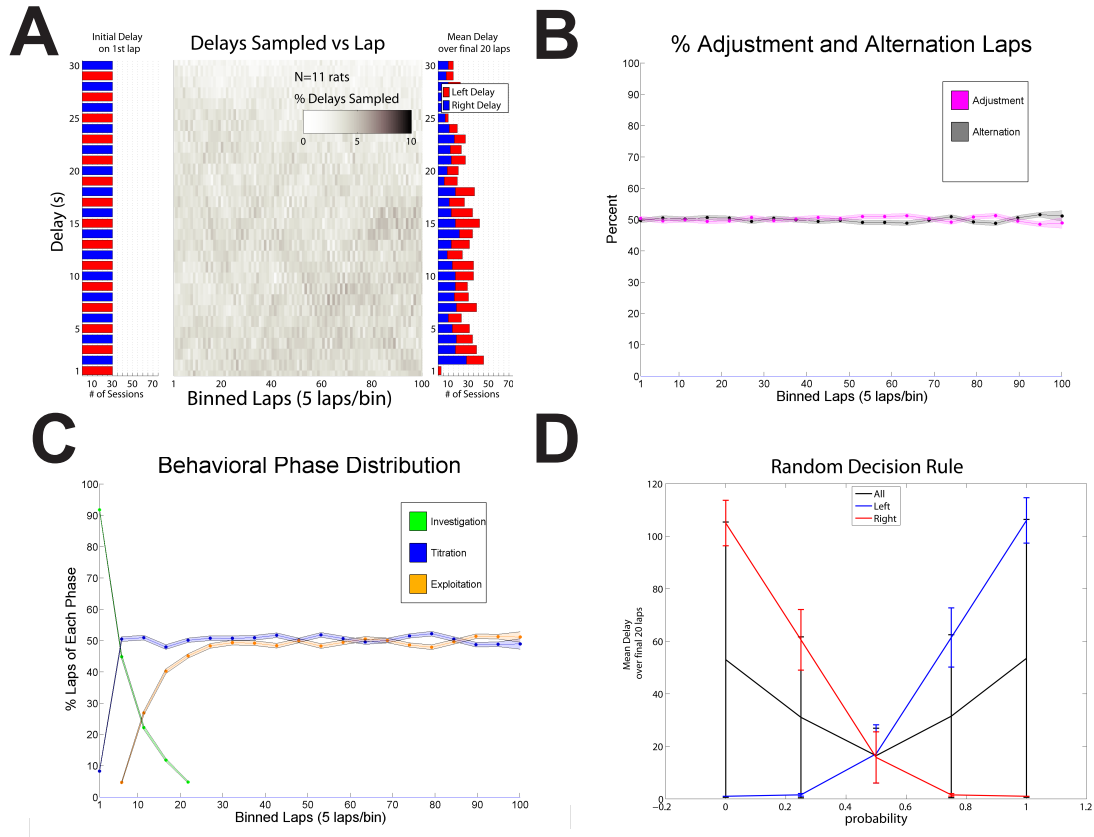 A
Initial Delay
on 1st lap
Delays Sampled vs Lap
Mean Delay
over final 20 laps
30
25
20
15
10
5
1
Delay (s)
N=11 rats
% Delays Sampled
0 5 10
30
25
20
15
10
5
1
Left Delay
Right Delay
10 30 50 70
# of Sessions
1 20 40 60 80 100
Binned Laps (5 laps/bin)
10 30 50 70
# of Sessions
B
% Adjustment and Alternation Laps
100
90
80
70
60
50
40
30
20
10
0
Percent
Adjustment
Alternation
1 10 20 30 40 50 60 70 80 90 100
Binned Laps (5 laps/bin)
C
Behavioral Phase Distribution
100
90
80
70
60
50
40
30
20
10
0
% Laps of Each Phase
Investigation
Titration
Exploitation
1 10 20 30 40 50 60 70 80 90 100
Binned Laps (5 laps/bin)
D
Random Decision Rule
120
100
80
60
40
20
0
Mean Delay
over final 20 laps
All
Left
Right
−0.2 0 0.2 0.4 0.6 0.8 1 1.2
probability